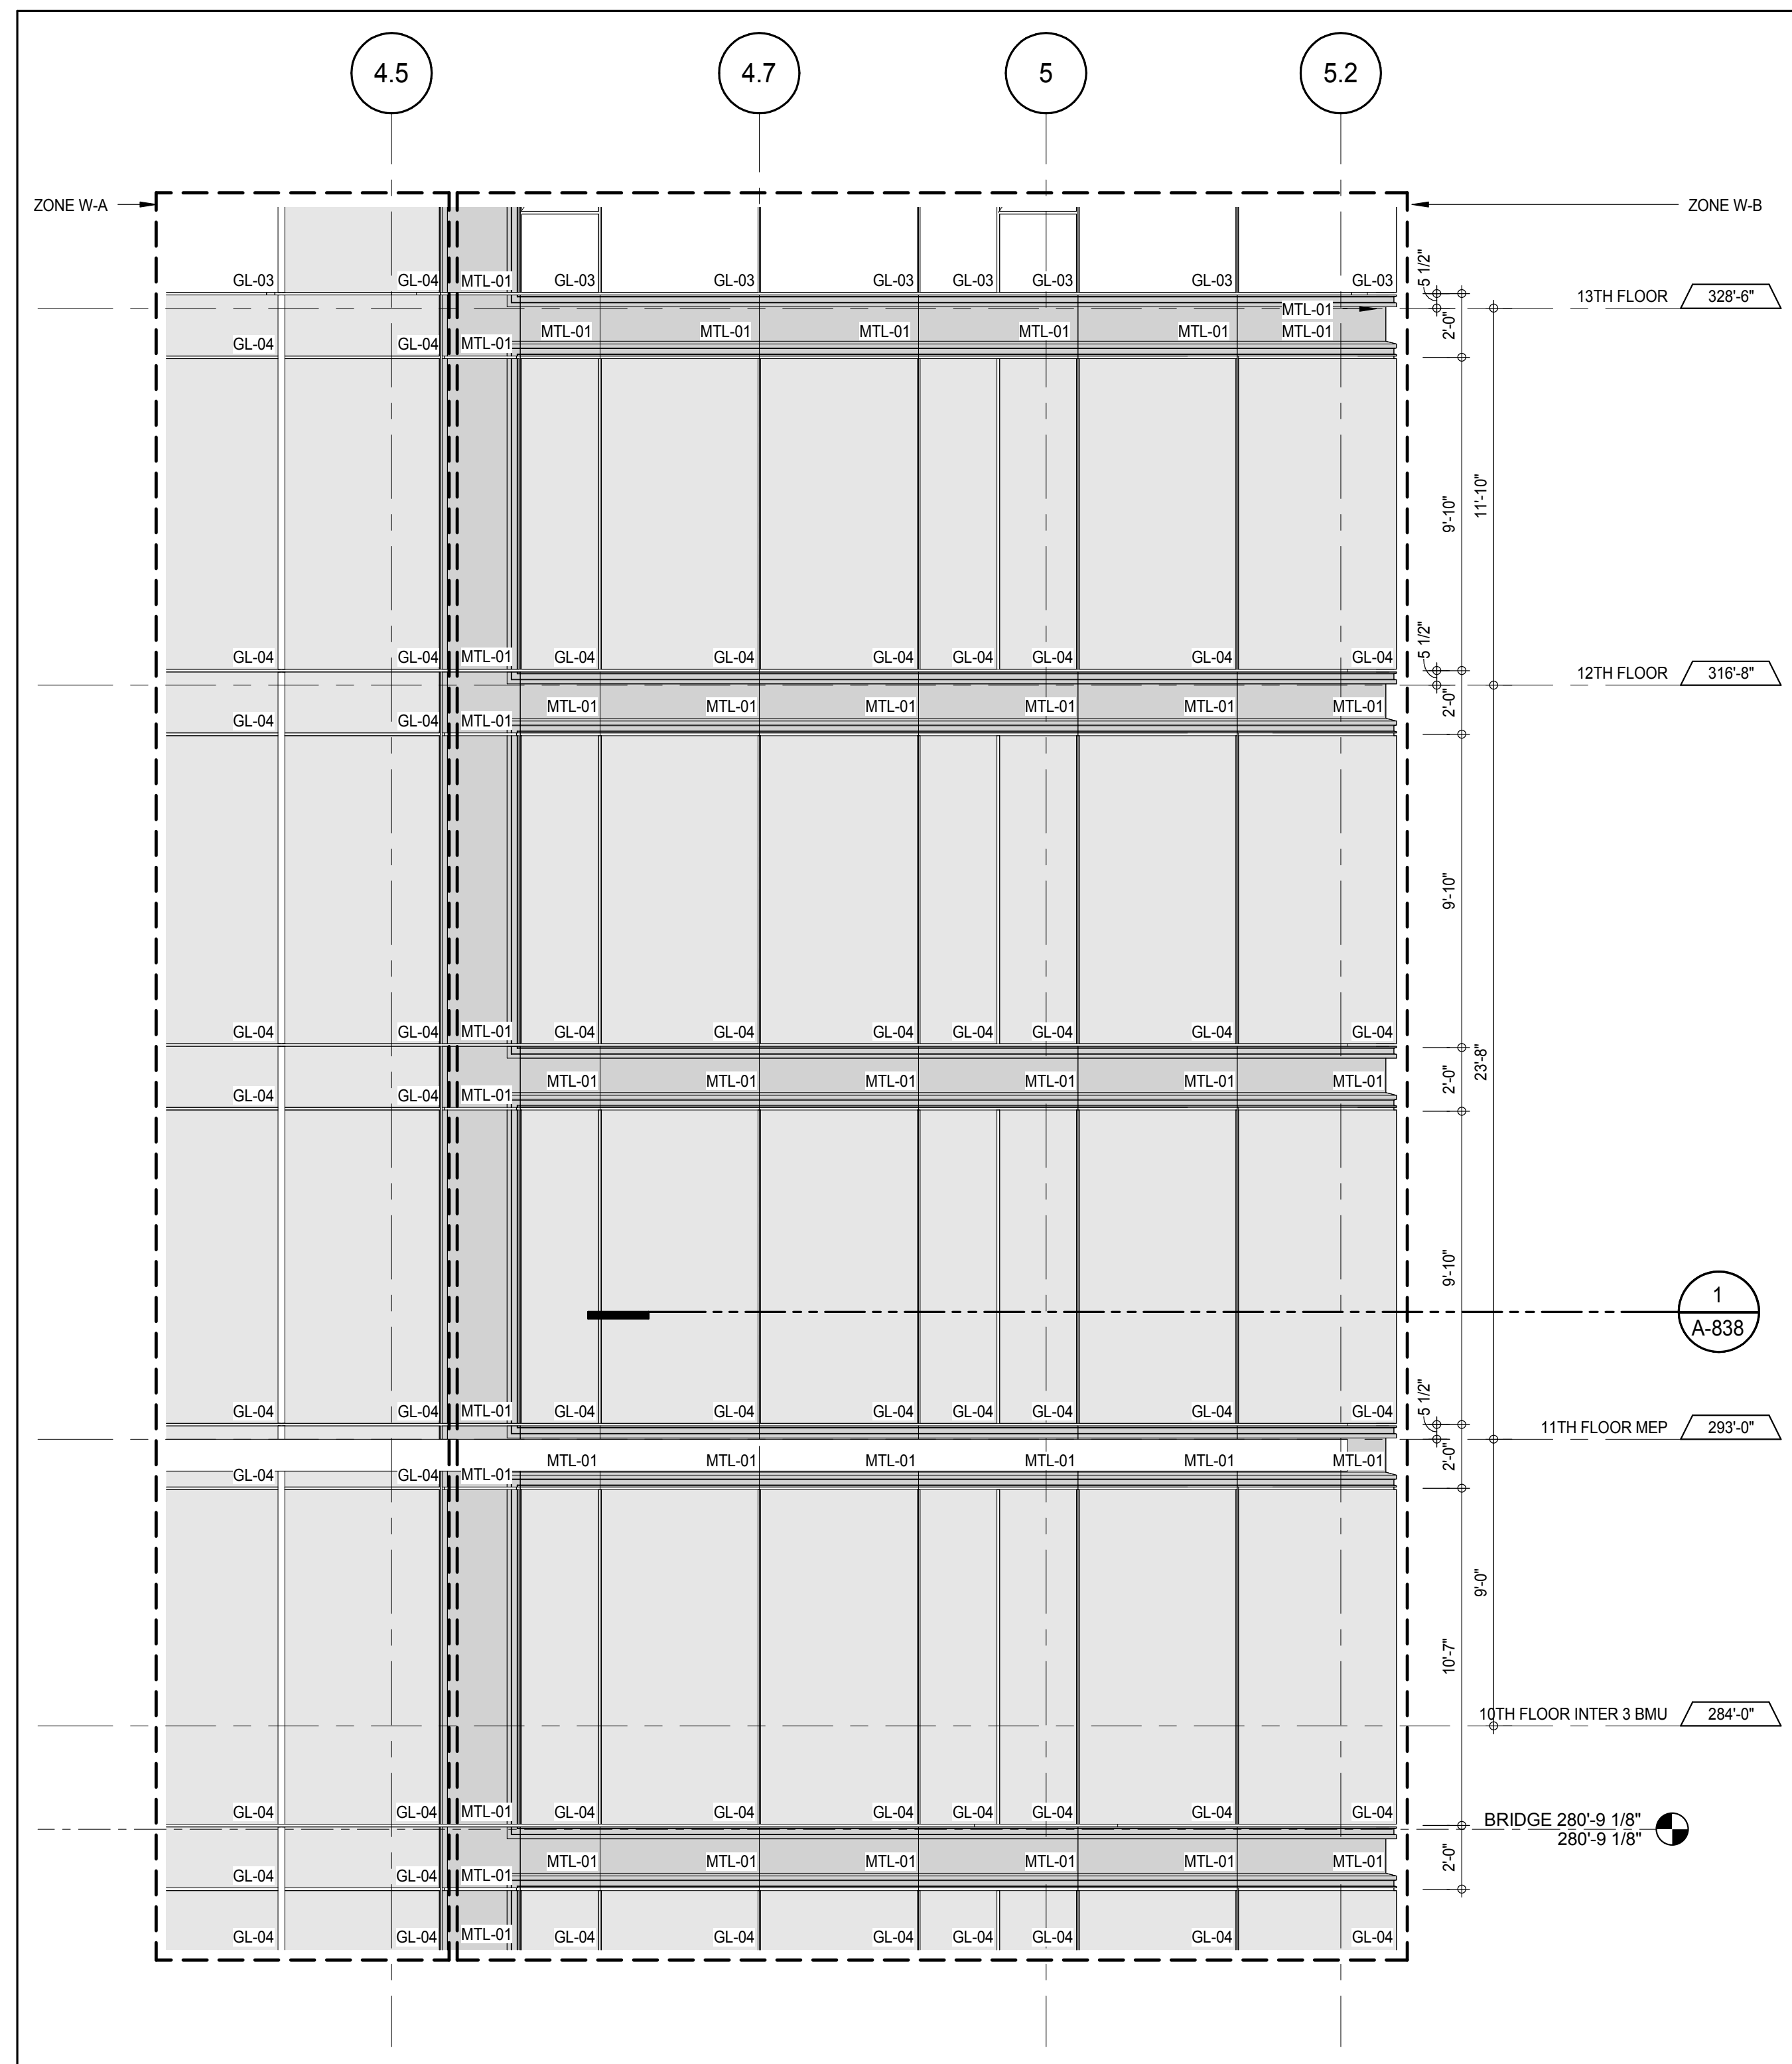 4.5 4.7 5 5.2
ZONE W-A ZONE W-B
GL-03 GL-04 MTL-01 GL-03 GL-03 GL-03 GL-03 GL-03 GL-03 GL-03 5 1/2" 13TH FLOOR 328'-6"
MTL-01
GL-04 GL-04 MTL-01 MTL-01 MTL-01 MTL-01 MTL-01 MTL-01 MTL-01 2'-0"
9'-10" 11'-10"
GL-04 GL-04 MTL-01 GL-04 GL-04 GL-04 GL-04 GL-04 GL-04 GL-04 5 1/2" 12TH FLOOR 316'-8"
MTL-01 MTL-01 MTL-01 MTL-01 MTL-01 MTL-01 2'-0"
GL-04 GL-04 MTL-01
9'-10"
GL-04 GL-04 MTL-01 GL-04 GL-04 GL-04 GL-04 GL-04 GL-04 GL-04
23'-8"
MTL-01 MTL-01 MTL-01 MTL-01 MTL-01 MTL-01 2'-0"
GL-04 GL-04 MTL-01
9'-10"
1
A-838
GL-04 GL-04 MTL-01 GL-04 GL-04 GL-04 GL-04 GL-04 GL-04 GL-04 5 1/2" 11TH FLOOR MEP 293'-0"
MTL-01 MTL-01 MTL-01 MTL-01 MTL-01 MTL-01 2'-0"
GL-04 GL-04 MTL-01
9'-0"
10'-7"
10TH FLOOR INTER 3 BMU 284'-0"
GL-04 GL-04 MTL-01 GL-04 GL-04 GL-04 GL-04 GL-04 GL-04 GL-04 BRIDGE 280'-9 1/8"
280'-9 1/8"
MTL-01 MTL-01 MTL-01 MTL-01 MTL-01 MTL-01 2'-0"
GL-04 GL-04 MTL-01
GL-04 GL-04 MTL-01 GL-04 GL-04 GL-04 GL-04 GL-04 GL-04 GL-04